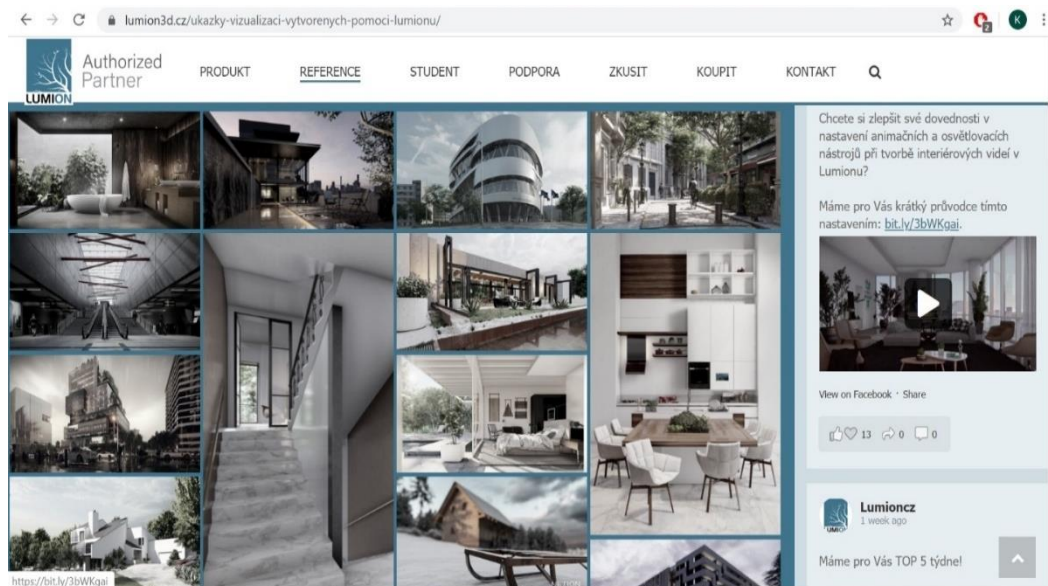 lumion3d.cz/ukazky-vizualizaci-vytvorenych-pomoci-lumionu/
2
K
LUMION
Authorized
Partner
PRODUKT
REFERENCE
STUDENT
PODPORA
ZKUSIT
KOUPIT
KONTAKT
Chcete si zlepšit své dovednosti v
nastavení animačních a osvětlovacích
nástrojů při tvorbě interiérových videí v
Lumionu?
Máme pro Vás krátký průvodce tímto
nastavením: bit.ly/3bWKgai.
View on Facebook · Share
13 0 0
LUMION
Lumioncz
1 week ago
Máme pro Vás TOP 5 týdne!
https://bit.ly/3bWKgai